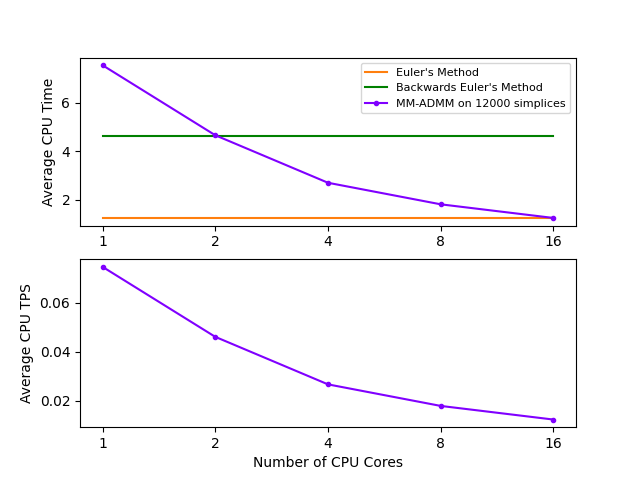 Average CPU Time
6
4
2
Euler's Method
Backwards Euler's Method
MM-ADMM on 12000 simplices
1 2 4 8 16
Average CPU TPS
0.06
0.04
0.02
1 2 4 8 16
Number of CPU Cores